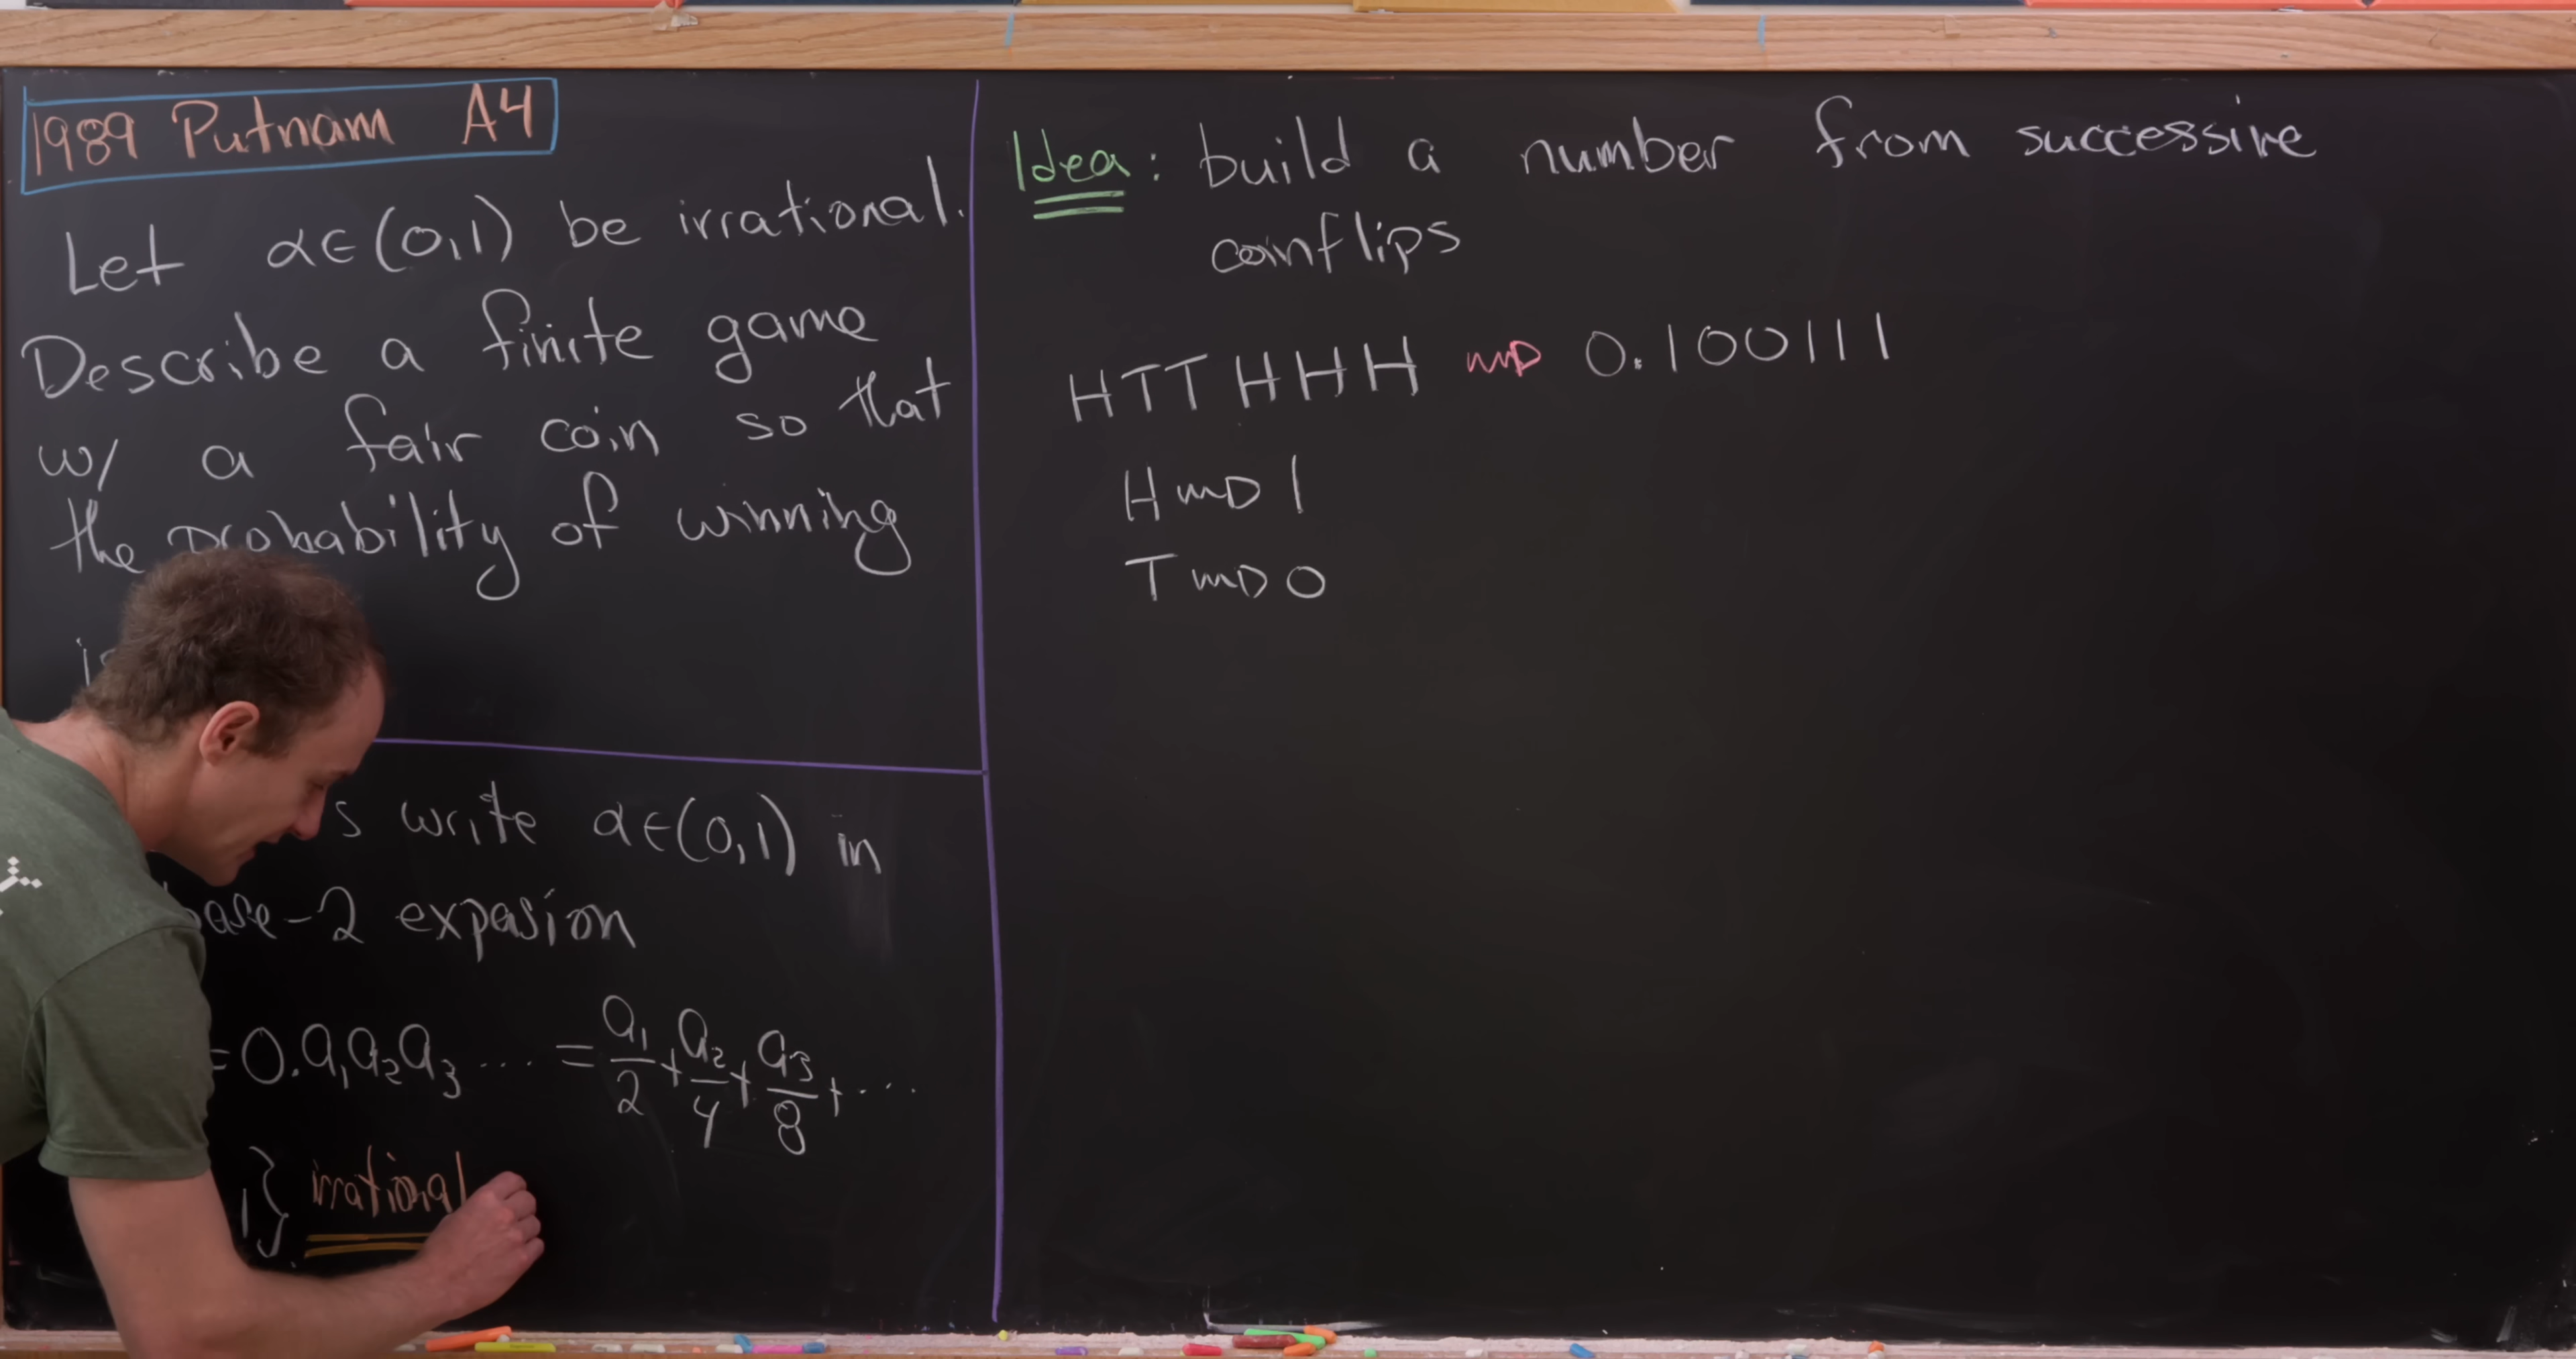 1989 Putnam A4
Let α∈(0,1) be irrational.
Describe a finite game
w/ a fair coin so that
the probability of winning
s write α∈(0,1) in
ase-2 expasion
=0.a₁a₂a₃... = a₁/2 + a₂/4 + a₃/8 + ...
1} irrational
Idea: build a number from successive
coinflips
HTTHHH ⇝ 0.100111
H ⇝ 1
T ⇝ 0